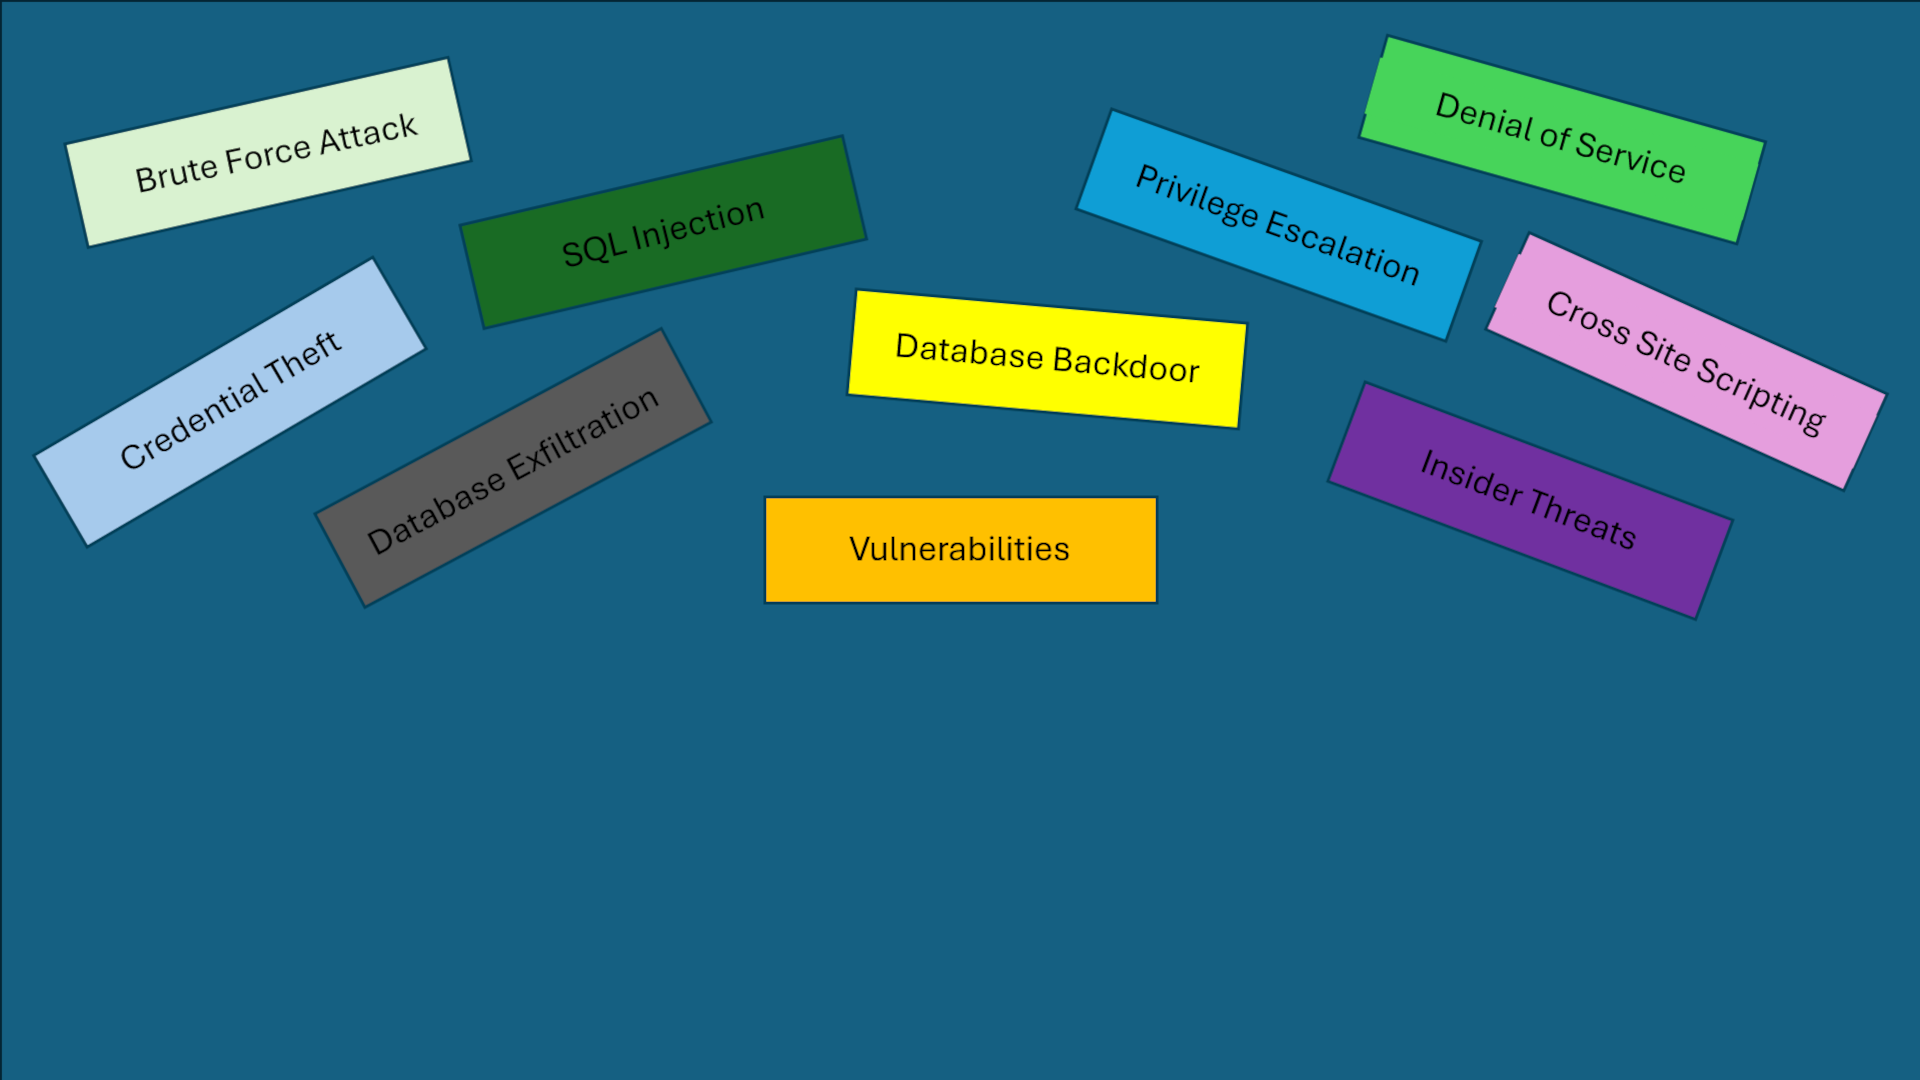 Brute Force Attack
Denial of Service
SQL Injection
Privilege Escalation
Credential Theft
Database Backdoor
Cross Site Scripting
Database Exfiltration
Insider Threats
Vulnerabilities